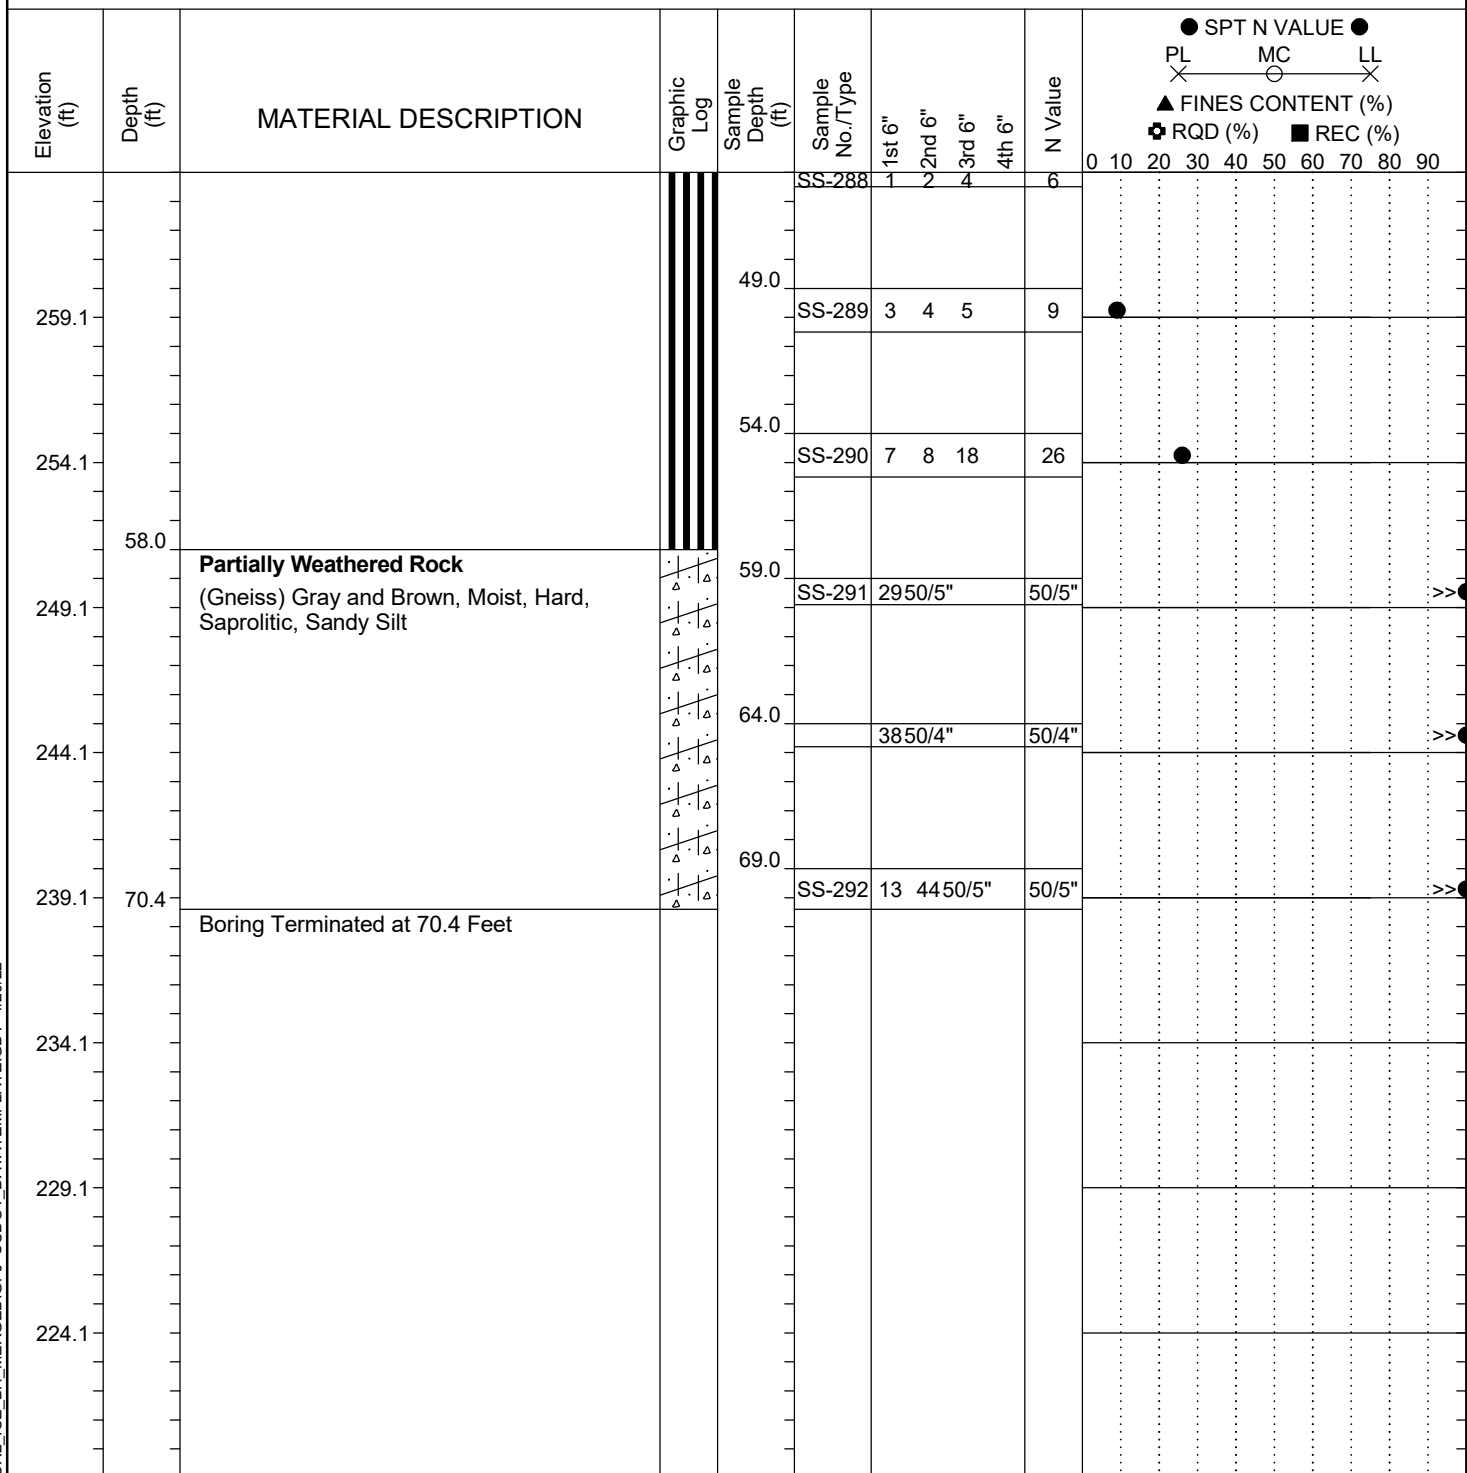 ● SPT N VALUE ●
PL MC LL
▲ FINES CONTENT (%)
RQD (%) ■ REC (%)
Elevation (ft)
Depth (ft)
MATERIAL DESCRIPTION
Graphic Log
Sample Depth (ft)
Sample No./Type
1st 6"
2nd 6"
3rd 6"
4th 6"
N Value
0 10 20 30 40 50 60 70 80 90
SS-288 1 2 4 6
49.0
259.1 SS-289 3 4 5 9
54.0
254.1 SS-290 7 8 18 26
58.0
Partially Weathered Rock
59.0
(Gneiss) Gray and Brown, Moist, Hard,
SS-291 29 50/5" 50/5" >>
249.1
Saprolitic, Sandy Silt
64.0
38 50/4" 50/4" >>
244.1
69.0
SS-292 13 44 50/5" 50/5" >>
239.1 70.4
Boring Terminated at 70.4 Feet
234.1
229.1
224.1